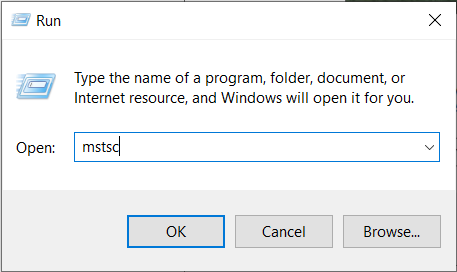 Run
Type the name of a program, folder, document, or
Internet resource, and Windows will open it for you.
Open: mstsc
OK Cancel Browse...